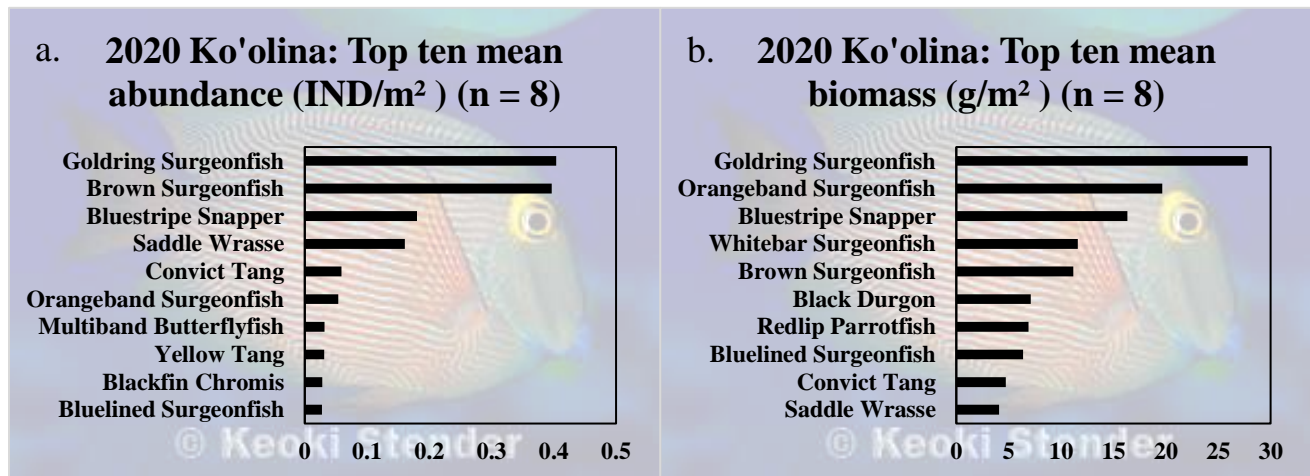 a. 2020 Ko'olina: Top ten mean
abundance (IND/m² ) (n = 8)
Goldring Surgeonfish
Brown Surgeonfish
Bluestripe Snapper
Saddle Wrasse
Convict Tang
Orangeband Surgeonfish
Multiband Butterflyfish
Yellow Tang
Blackfin Chromis
Bluelined Surgeonfish
0 0.1 0.2 0.3 0.4 0.5
© Keoki Stender
b. 2020 Ko'olina: Top ten mean
biomass (g/m² ) (n = 8)
Goldring Surgeonfish
Orangeband Surgeonfish
Bluestripe Snapper
Whitebar Surgeonfish
Brown Surgeonfish
Black Durgon
Redlip Parrotfish
Bluelined Surgeonfish
Convict Tang
Saddle Wrasse
0 5 10 15 20 25 30
© Keoki Stender